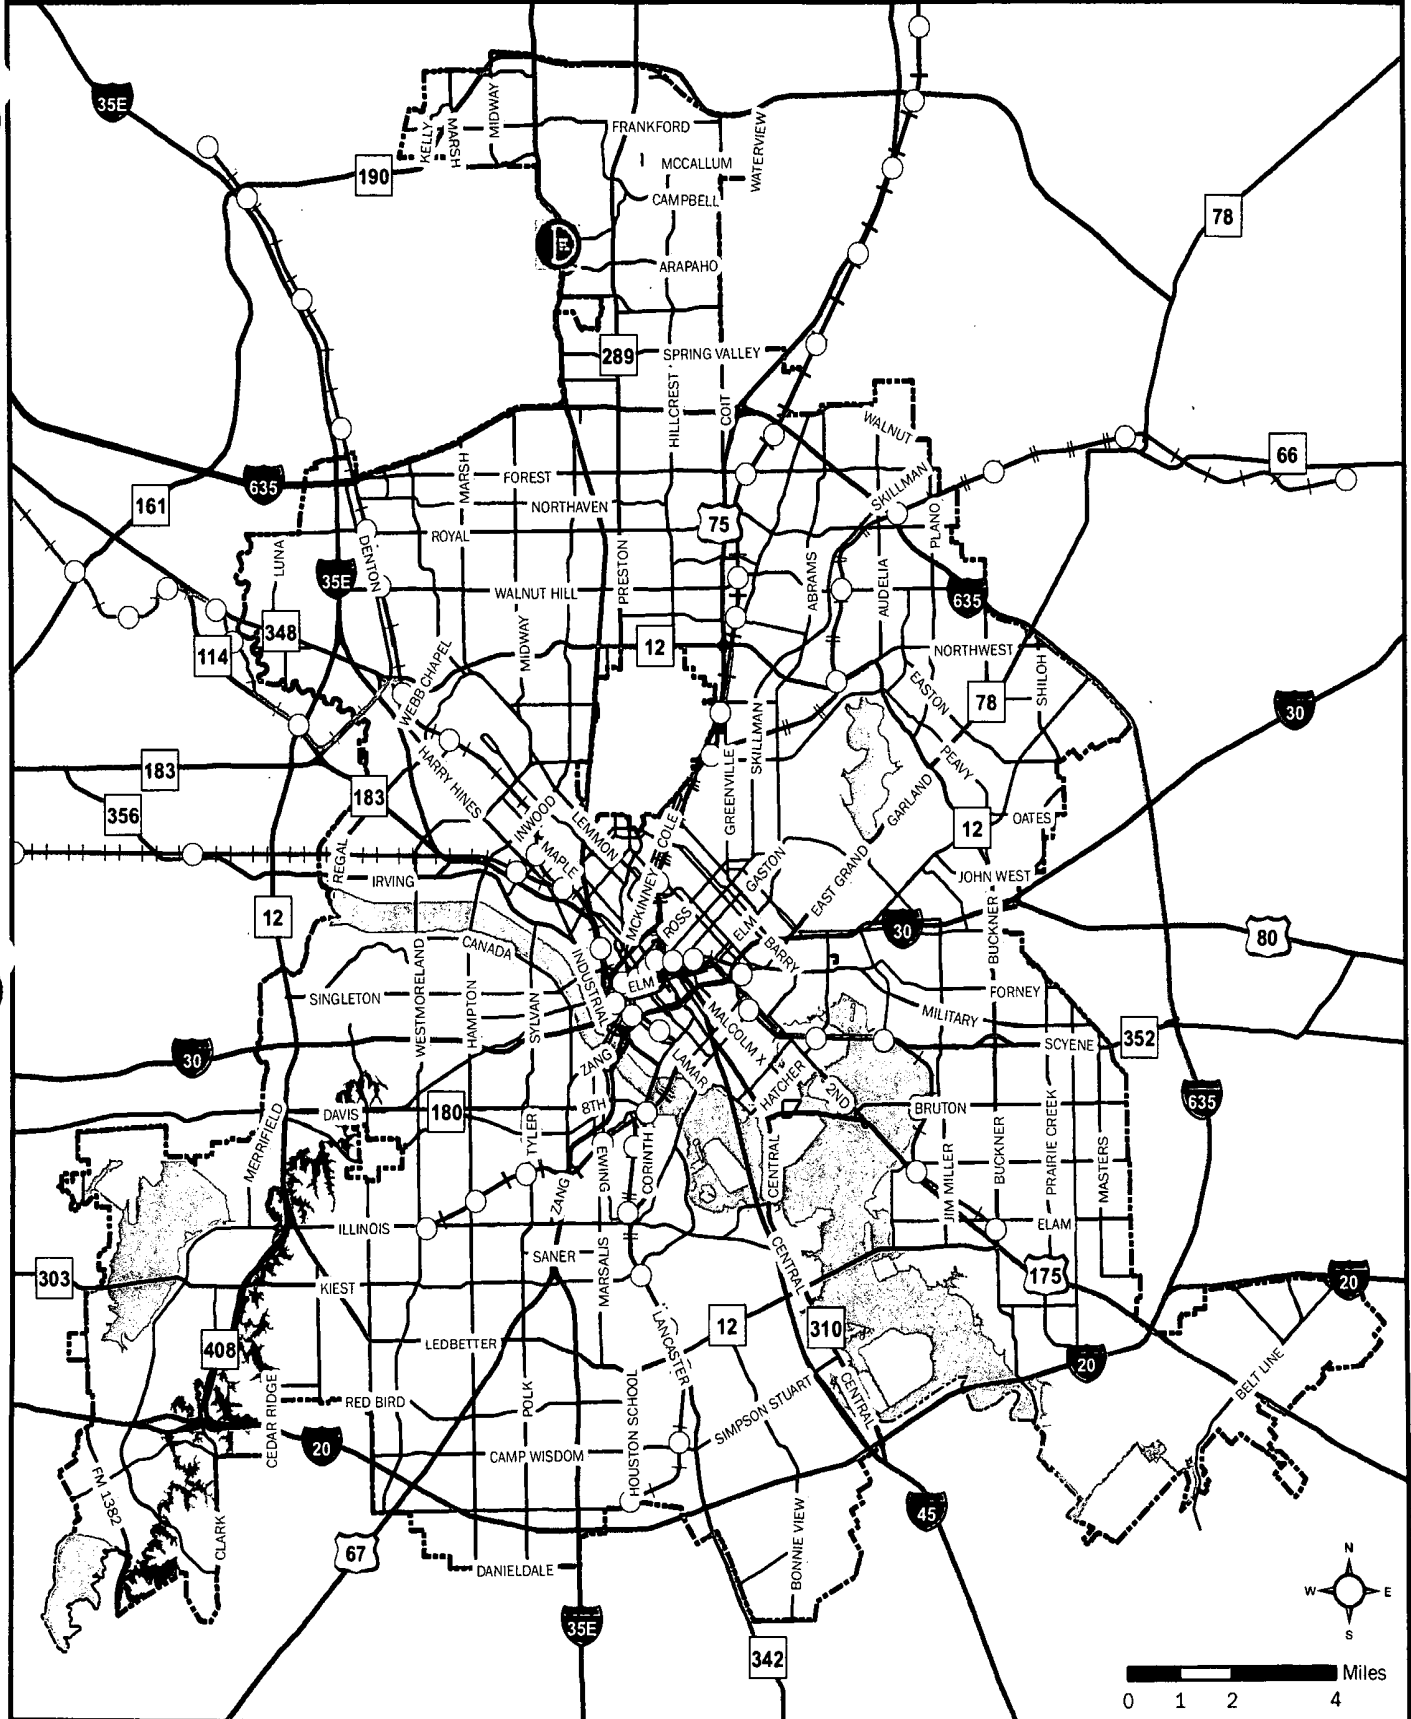 35E
KELLY
MARSH
MIDWAY
FRANKFORD
WATERVIEW
MCCALLUM
190
CAMPBELL
78
ARAPAHO
289
SPRING VALLEY
HILLCREST
COIT
WALNUT
66
MARSH
FOREST
635
SKILLMAN
161
NORTHAVEN
75
PLANO
ROYAL
LUNA
DENTON
35E
PRESTON
ABRAMS
AUDELIA
WALNUT HILL
635
348
114
MIDWAY
12
NORTHWEST
WEBB CHAPEL
SHILOH
EASTON
78
30
SKILLMAN
183
HARRY HINES
PEAVY
183
GREENVILLE
GARLAND
356
INWOOD
LEMMON
COLE
12
OATES
REGAL
MAPLE
GASTON
IRVING
MCKINNEY
EAST GRAND
JOHN WEST
12
ROSS
ELM
30
BUCKNER
80
CANADA
BARRY
WESTMORELAND
INDUSTRIAL
ELM
SINGLETON
HAMPTON
SYLVAN
FORNEY
MALCOLM X
MILITARY
352
30
SCYENE
ZANG
LAMAR
HATCHER
2ND
635
DAVIS
180
8TH
BRUTON
MERRIFIELD
TYLER
EWING
CORINTH
CENTRAL
JIM MILLER
BUCKNER
PRAIRIE CREEK
MASTERS
ZANG
ILLINOIS
ELAM
SANER
MARSALIS
CENTRAL
303
KIEST
175
20
408
LEDBETTER
LANCASTER
12
310
20
BELT LINE
CEDAR RIDGE
RED BIRD
POLK
HOUSTON SCHOOL
SIMPSON STUART
CENTRAL
20
CAMP WISDOM
FM 1382
CLARK
67
45
BONNIE VIEW
DANIELDALE
N
W
E
S
35E
342
Miles
0 1 2 4